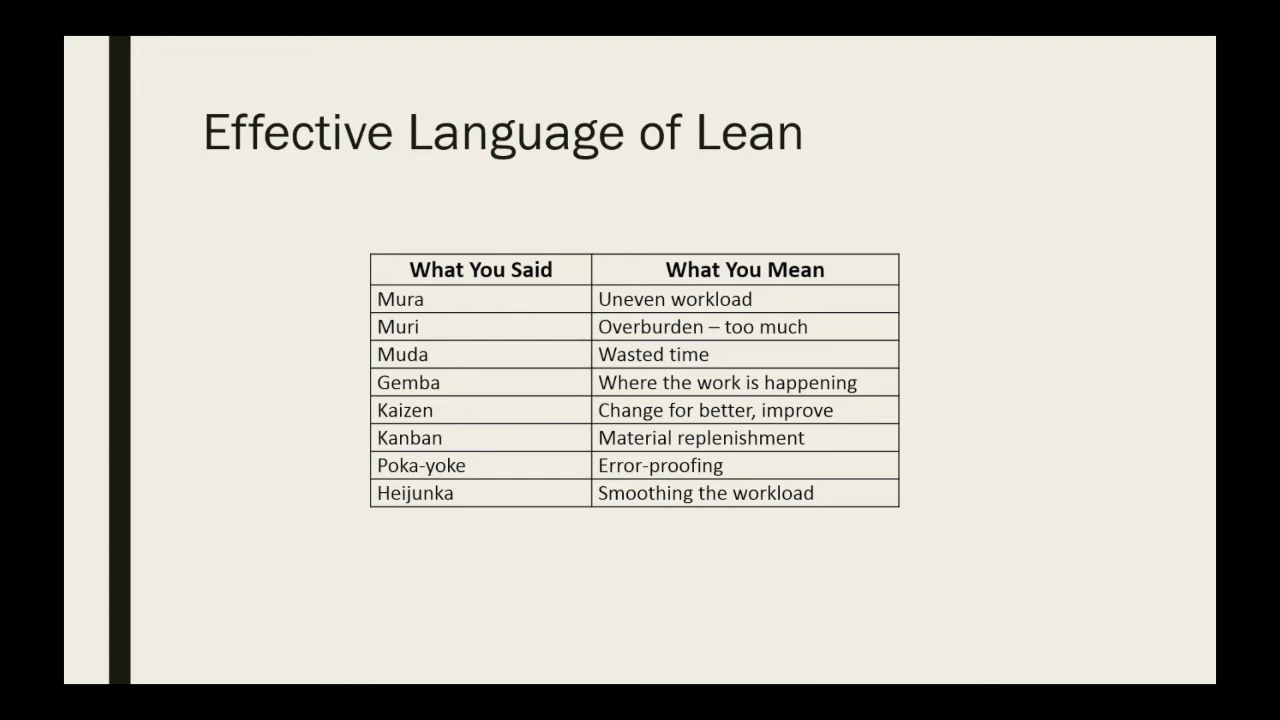 Effective Language of Lean
What You Said What You Mean
Mura Uneven workload
Muri Overburden – too much
Muda Wasted time
Gemba Where the work is happening
Kaizen Change for better, improve
Kanban Material replenishment
Poka-yoke Error-proofing
Heijunka Smoothing the workload